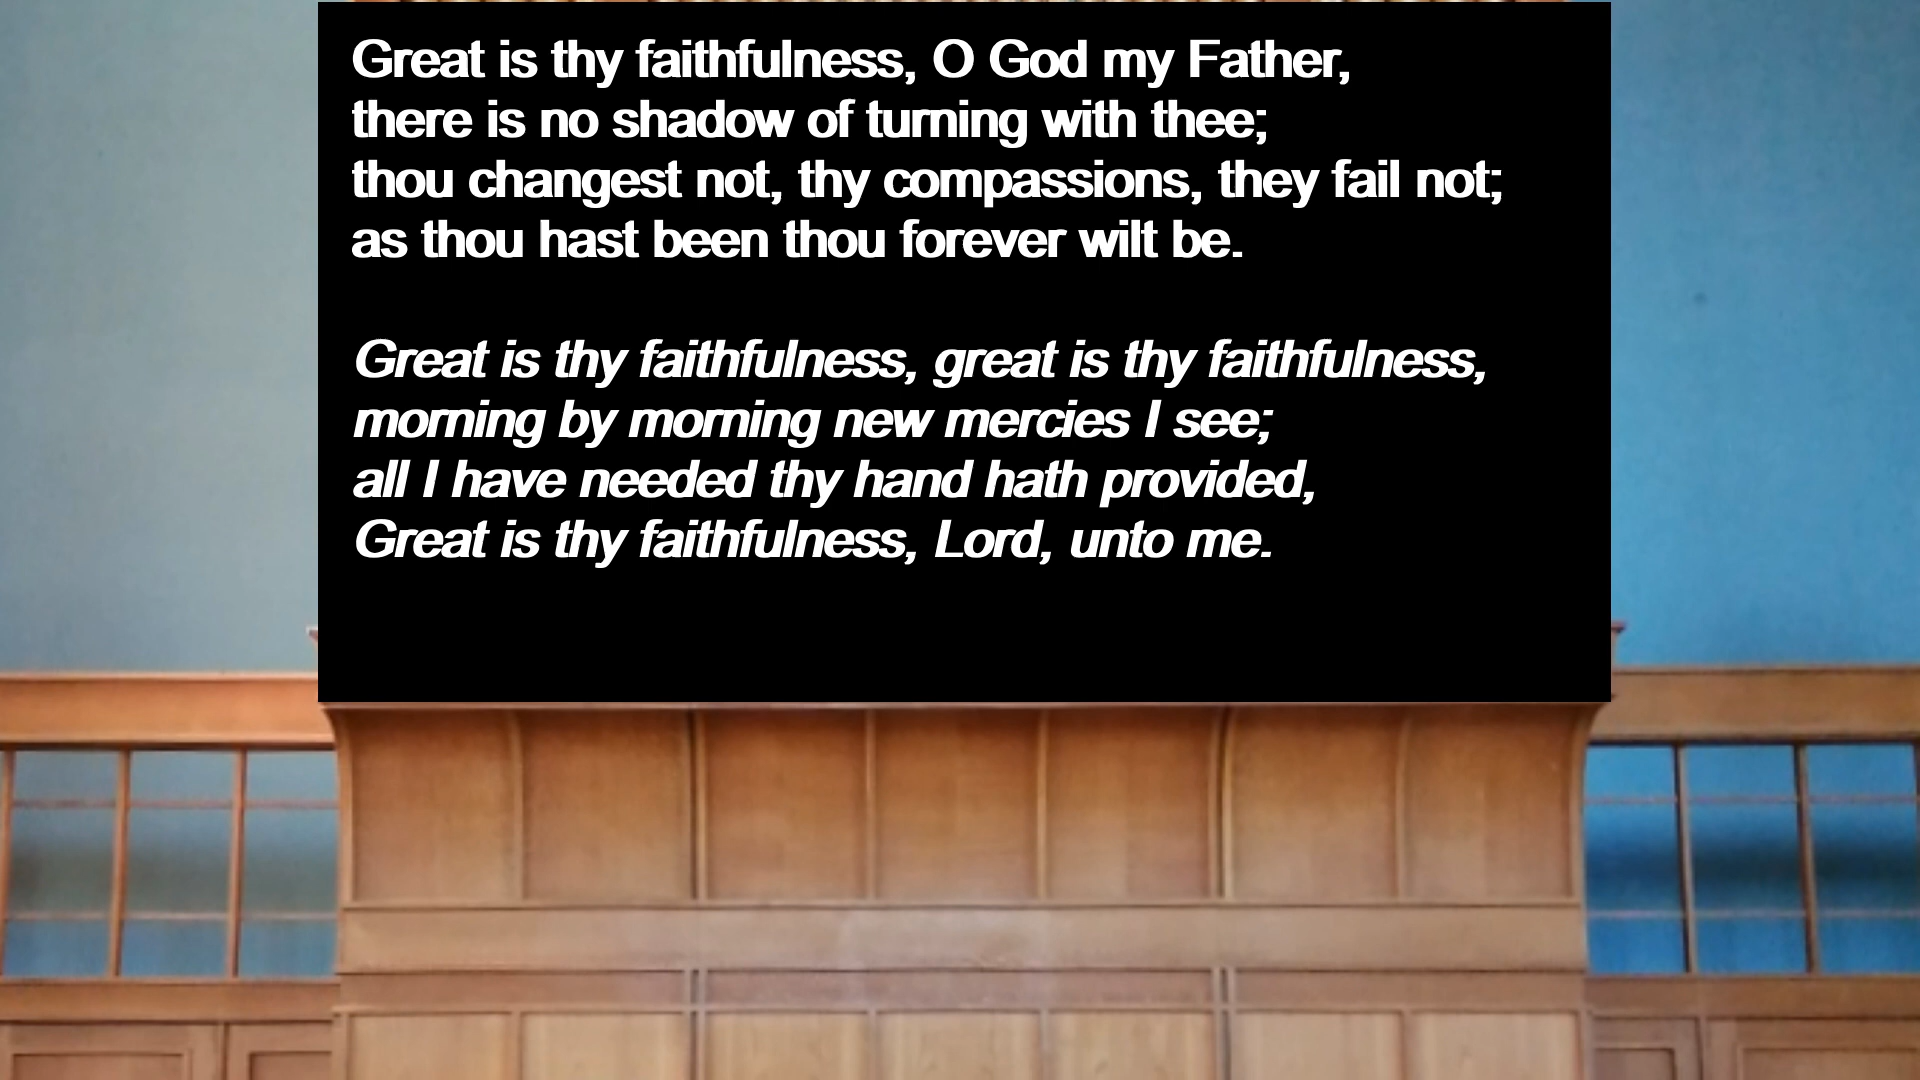 Great is thy faithfulness, O God my Father,
there is no shadow of turning with thee;
thou changest not, thy compassions, they fail not;
as thou hast been thou forever wilt be.
Great is thy faithfulness, great is thy faithfulness,
morning by morning new mercies I see;
all I have needed thy hand hath provided,
Great is thy faithfulness, Lord, unto me.